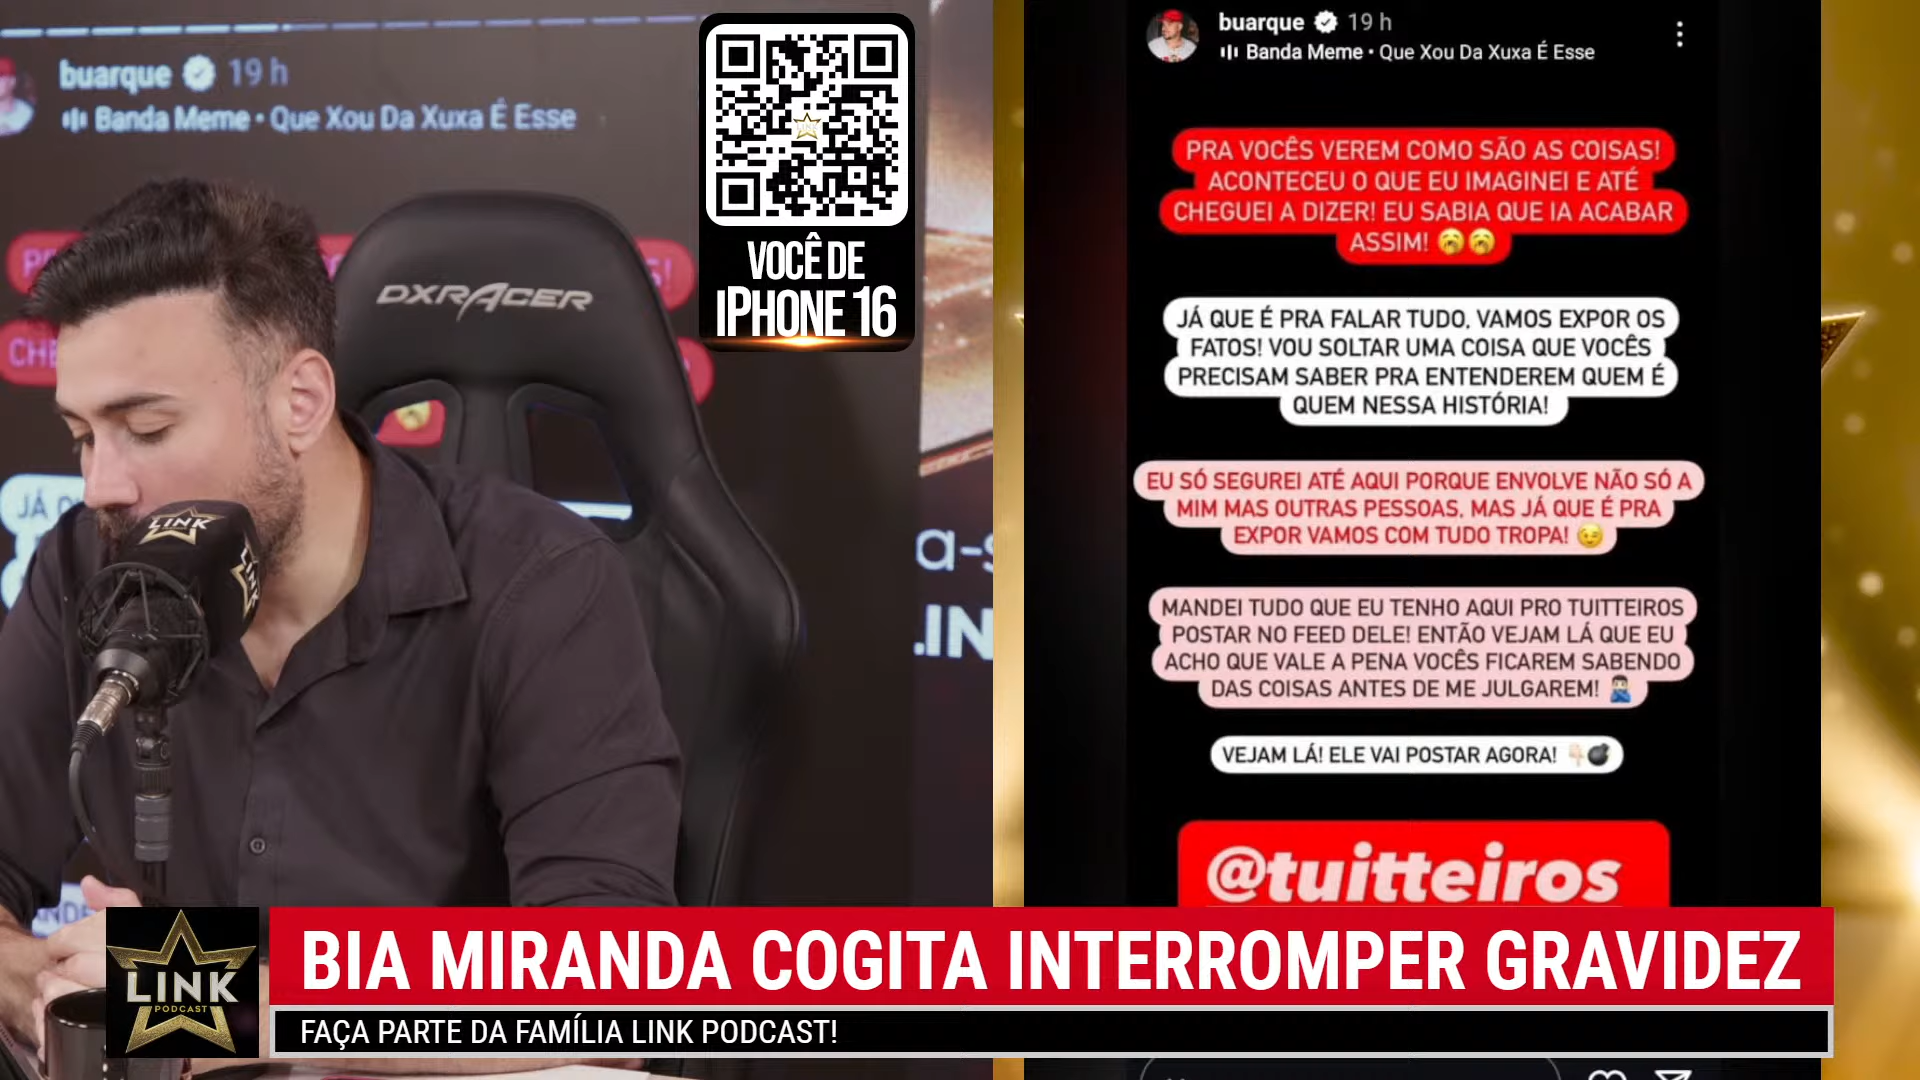 buarque 19 h
Banda Meme • Que Xou Da Xuxa É Esse
DXRACER
JÁ
LINK
VOCÊ DE
IPHONE 16
buarque 19 h
Banda Meme • Que Xou Da Xuxa É Esse
PRA VOCÊS VEREM COMO SÃO AS COISAS!
ACONTECEU O QUE EU IMAGINEI E ATÉ
CHEGUEI A DIZER! EU SABIA QUE IA ACABAR
ASSIM! 🥱🥱
JÁ QUE É PRA FALAR TUDO, VAMOS EXPOR OS
FATOS! VOU SOLTAR UMA COISA QUE VOCÊS
PRECISAM SABER PRA ENTENDEREM QUEM É
QUEM NESSA HISTÓRIA!
EU SÓ SEGUREI ATÉ AQUI PORQUE ENVOLVE NÃO SÓ A
MIM MAS OUTRAS PESSOAS, MAS JÁ QUE É PRA
EXPOR VAMOS COM TUDO TROPA! 😉
MANDEI TUDO QUE EU TENHO AQUI PRO TUITTEIROS
POSTAR NO FEED DELE! ENTÃO VEJAM LÁ QUE EU
ACHO QUE VALE A PENA VOCÊS FICAREM SABENDO
DAS COISAS ANTES DE ME JULGAREM! 🤷🏻‍♂️
VEJAM LÁ! ELE VAI POSTAR AGORA! 👇🏻💣
@tuitteiros
LINK
PODCAST
BIA MIRANDA COGITA INTERROMPER GRAVIDEZ
FAÇA PARTE DA FAMÍLIA LINK PODCAST!